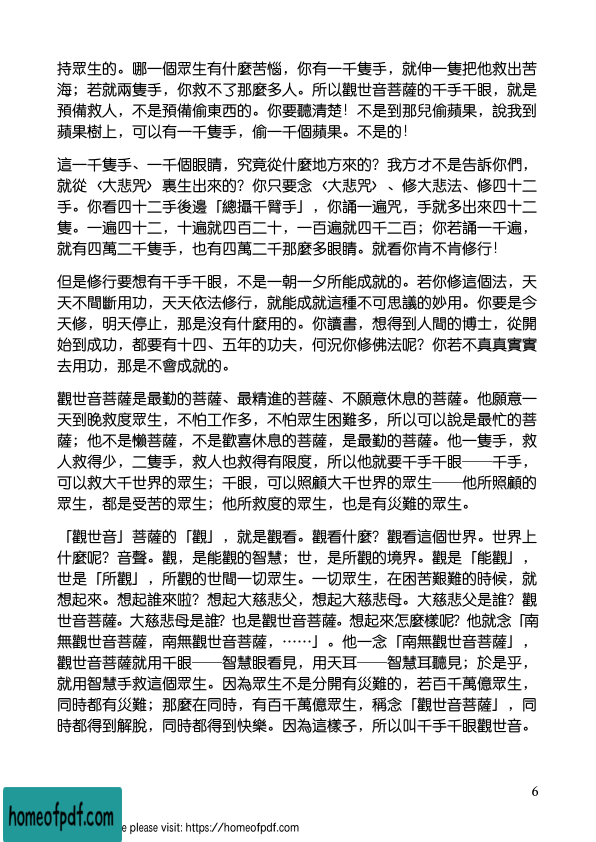 持眾生的。哪一個眾生有什麼苦惱，你有一千隻手，就伸一隻把他救出苦
海；若就兩隻手，你救不了那麼多人。所以觀世音菩薩的千手千眼，就是
預備救人，不是預備偷東西的。你要聽清楚！不是到那兒偷蘋果，說我到
蘋果樹上，可以有一千隻手，偷一千個蘋果。不是的！
這一千隻手、一千個眼睛，究竟從什麼地方來的？我方才不是告訴你們，
就從〈大悲咒〉裏生出來的？你只要念〈大悲咒〉、修大悲法、修四十二
手。你看四十二手後邊「總攝千臂手」，你誦一遍咒，手就多出來四十二
隻。一遍四十二，十遍就四百二十，一百遍就四千二百；你若誦一千遍，
就有四萬二千隻手，也有四萬二千那麼多眼睛。就看你肯不肯修行！
但是修行要想有千手千眼，不是一朝一夕所能成就的。若你修這個法，天
天不間斷用功，天天依法修行，就能成就這種不可思議的妙用。你要是今
天修，明天停止，那是沒有什麼用的。你讀書，想得到人間的博士，從開
始到成功，都要有十四、五年的功夫，何況你修佛法呢？你若不真真實實
去用功，那是不會成就的。
觀世音菩薩是最勤的菩薩、最精進的菩薩、不願意休息的菩薩。他願意一
天到晚救度眾生，不怕工作多，不怕眾生困難多，所以可以說是最忙的菩
薩；他不是懶菩薩，不是歡喜休息的菩薩，是最勤的菩薩。他一隻手，救
人救得少，二隻手，救人也救得有限度，所以他就要千手千眼——千手，
可以救大千世界的眾生；千眼，可以照顧大千世界的眾生——他所照顧的
眾生，都是受苦的眾生；他所救度的眾生，也是有災難的眾生。
「觀世音」菩薩的「觀」，就是觀看。觀看什麼？觀看這個世界。世界上
什麼呢？音聲。觀，是能觀的智慧；世，是所觀的境界。觀是「能觀」，
世是「所觀」，所觀的世間一切眾生。一切眾生，在困苦艱難的時候，就
想起來。想起誰來啦？想起大慈悲父，想起大慈悲母。大慈悲父是誰？觀
世音菩薩。大慈悲母是誰？也是觀世音菩薩。想起來怎麼樣呢？他就念「南
無觀世音菩薩，南無觀世音菩薩，……」。他一念「南無觀世音菩薩」，
觀世音菩薩就用千眼——智慧眼看見，用天耳——智慧耳聽見；於是乎，
就用智慧手救這個眾生。因為眾生不是分開有災難的，若百千萬億眾生，
同時都有災難；那麼在同時，有百千萬億眾生，稱念「觀世音菩薩」，同
時都得到解脫，同時都得到快樂。因為這樣子，所以叫千手千眼觀世音。
6
homeofpdf.com
please visit: https://homeofpdf.com